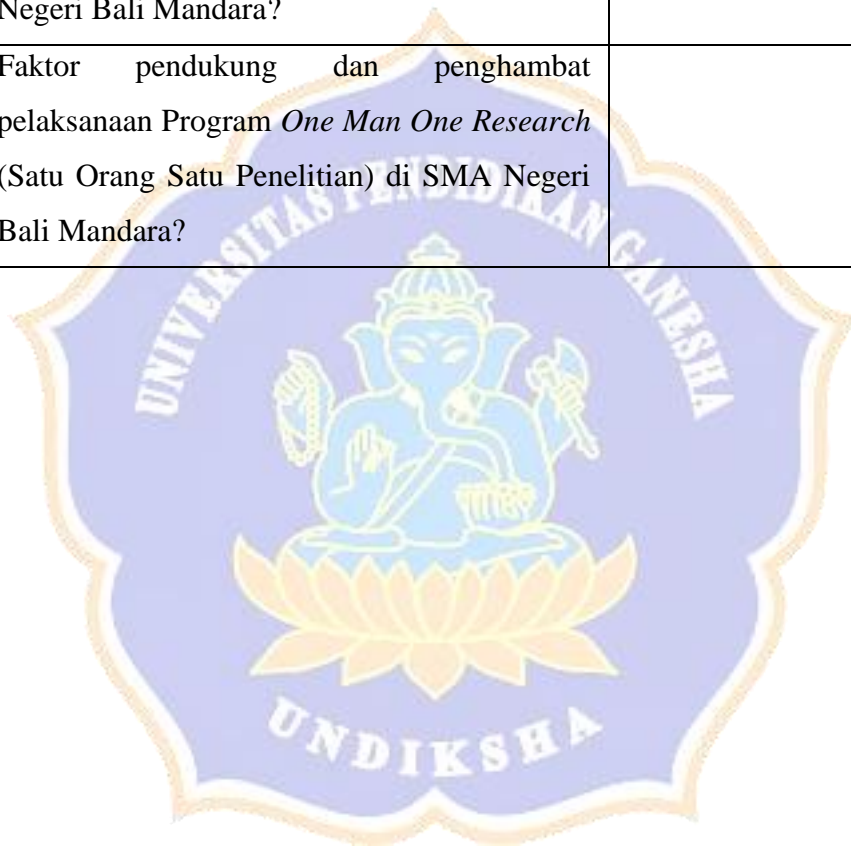 Negeri Bali Mandara?
Faktor pendukung dan penghambat
pelaksanaan Program One Man One Research
(Satu Orang Satu Penelitian) di SMA Negeri
Bali Mandara?
UNIVERSITAS PENDIDIKAN GANESHA
UNDIKSHA